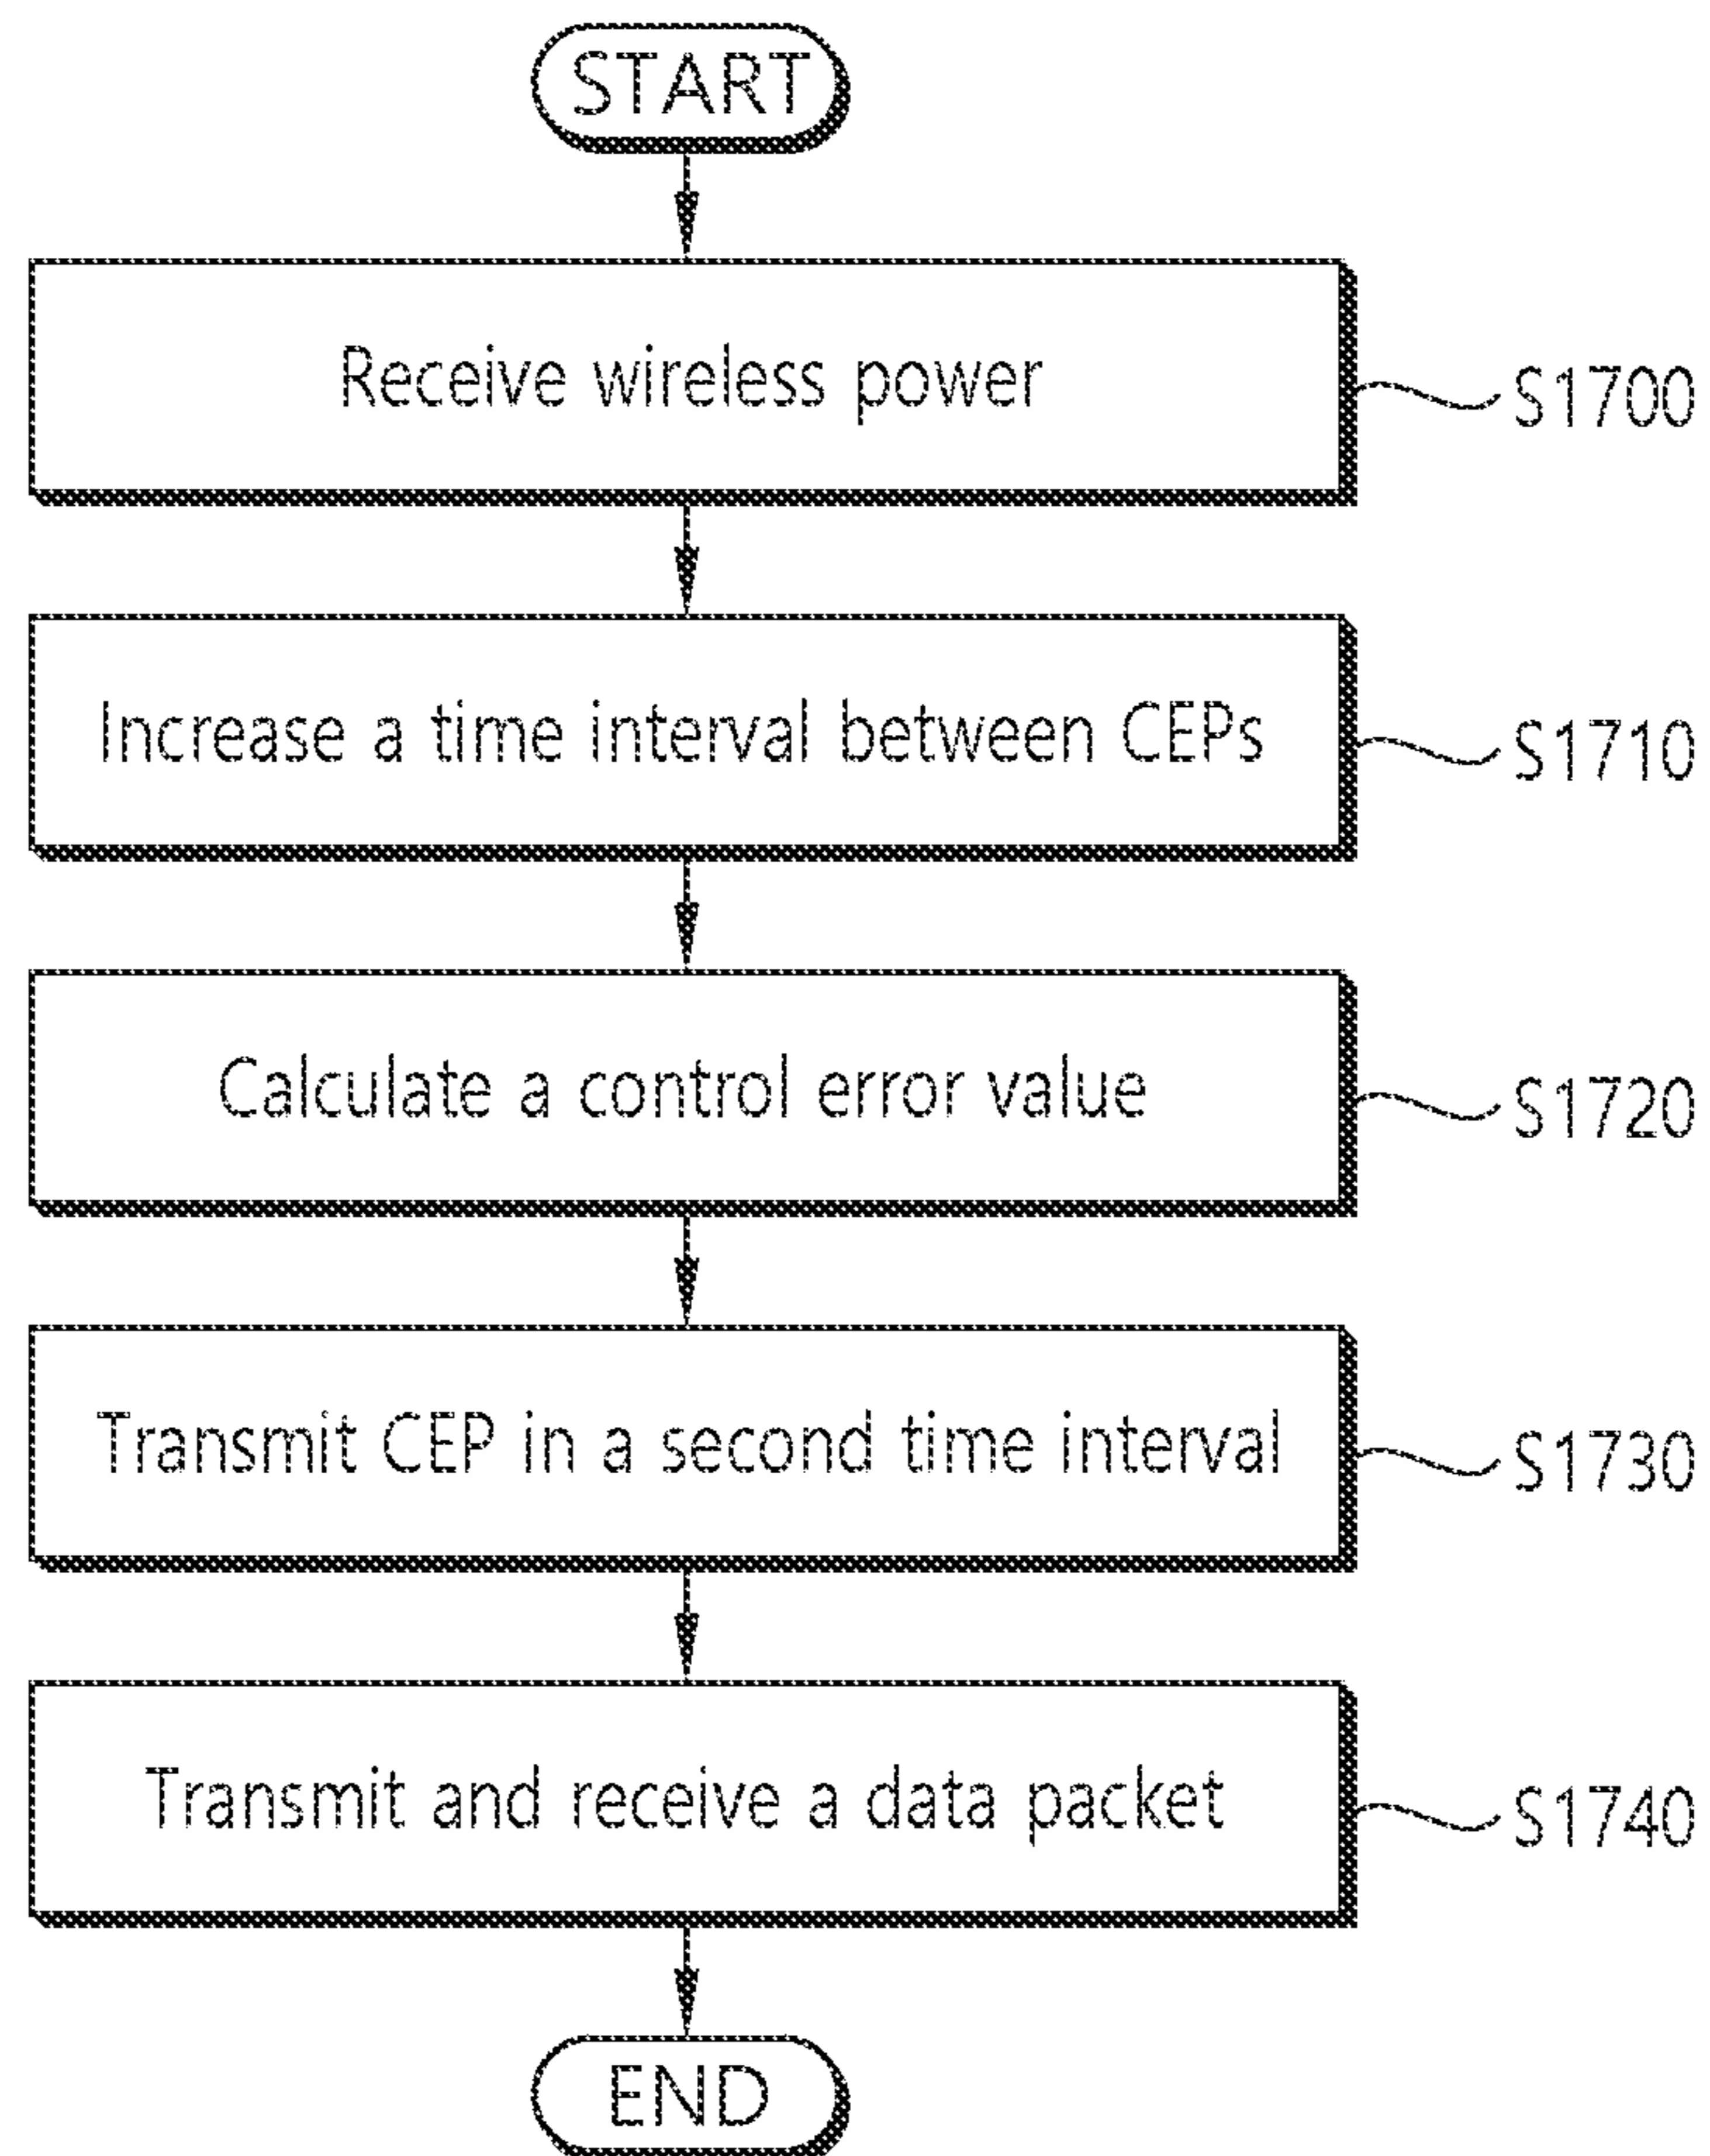 START
Receive wireless power
S1700
Increase a time interval between CEPs
S1710
Calculate a control error value
S1720
Transmit CEP in a second time interval
S1730
Transmit and receive a data packet
S1740
END